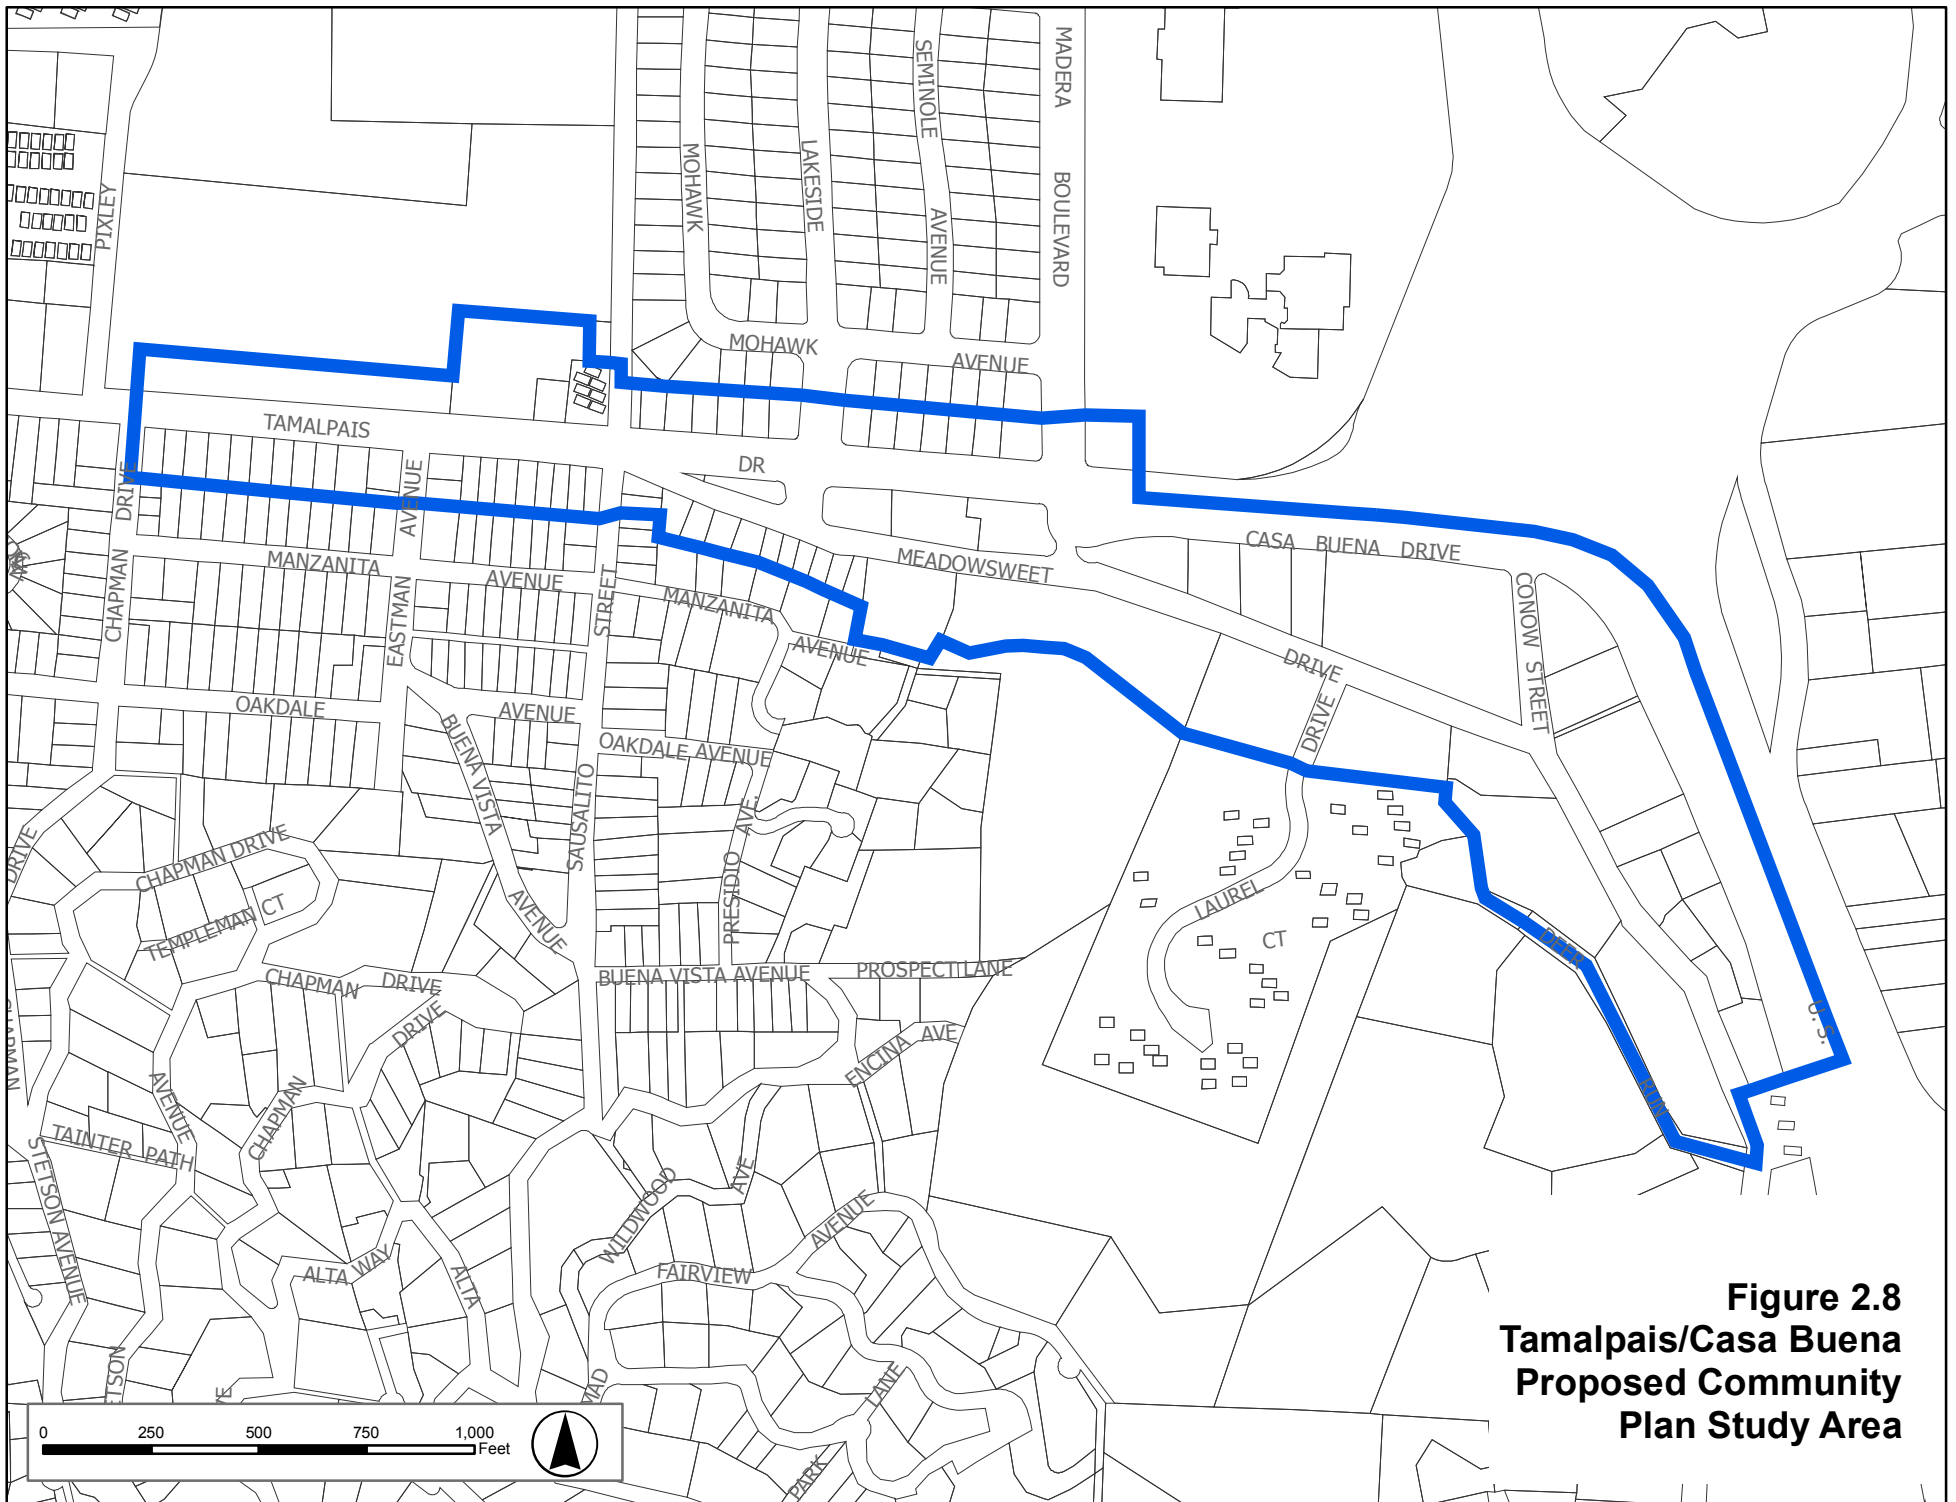 MADERA
BOULEVARD
SEMINOLE
AVENUE
LAKESIDE
MOHAWK
PIXLEY
MOHAWK
AVENUE
TAMALPAIS
DR
DRIVE
AVENUE
CASA BUENA DRIVE
MEADOWSWEET
DRIVE
CONOW STREET
MANZANITA
AVENUE
MANZANITA
AVENUE
STREET
CHAPMAN
EASTMAN
OAKDALE
AVENUE
OAKDALE AVENUE
BUENA VISTA
AVENUE
SAUSALITO
PRESIDIO AVE.
DRIVE
DRIVE
CHAPMAN DRIVE
TEMPLEMAN CT
LAUREL
CT
DEER
RUN
U. S.
BUENA VISTA AVENUE
PROSPECT LANE
CHAPMAN DRIVE
DRIVE
CHAPMAN
ENCINA AVE
AVENUE
TAINTER PATH
STETSON AVENUE
WILDWOOD
AVE
AVENUE
FAIRVIEW
ALTA WAY
ALTA
LANE
PARK
Figure 2.8
Tamalpais/Casa Buena
Proposed Community
Plan Study Area
0 250 500 750 1,000
Feet